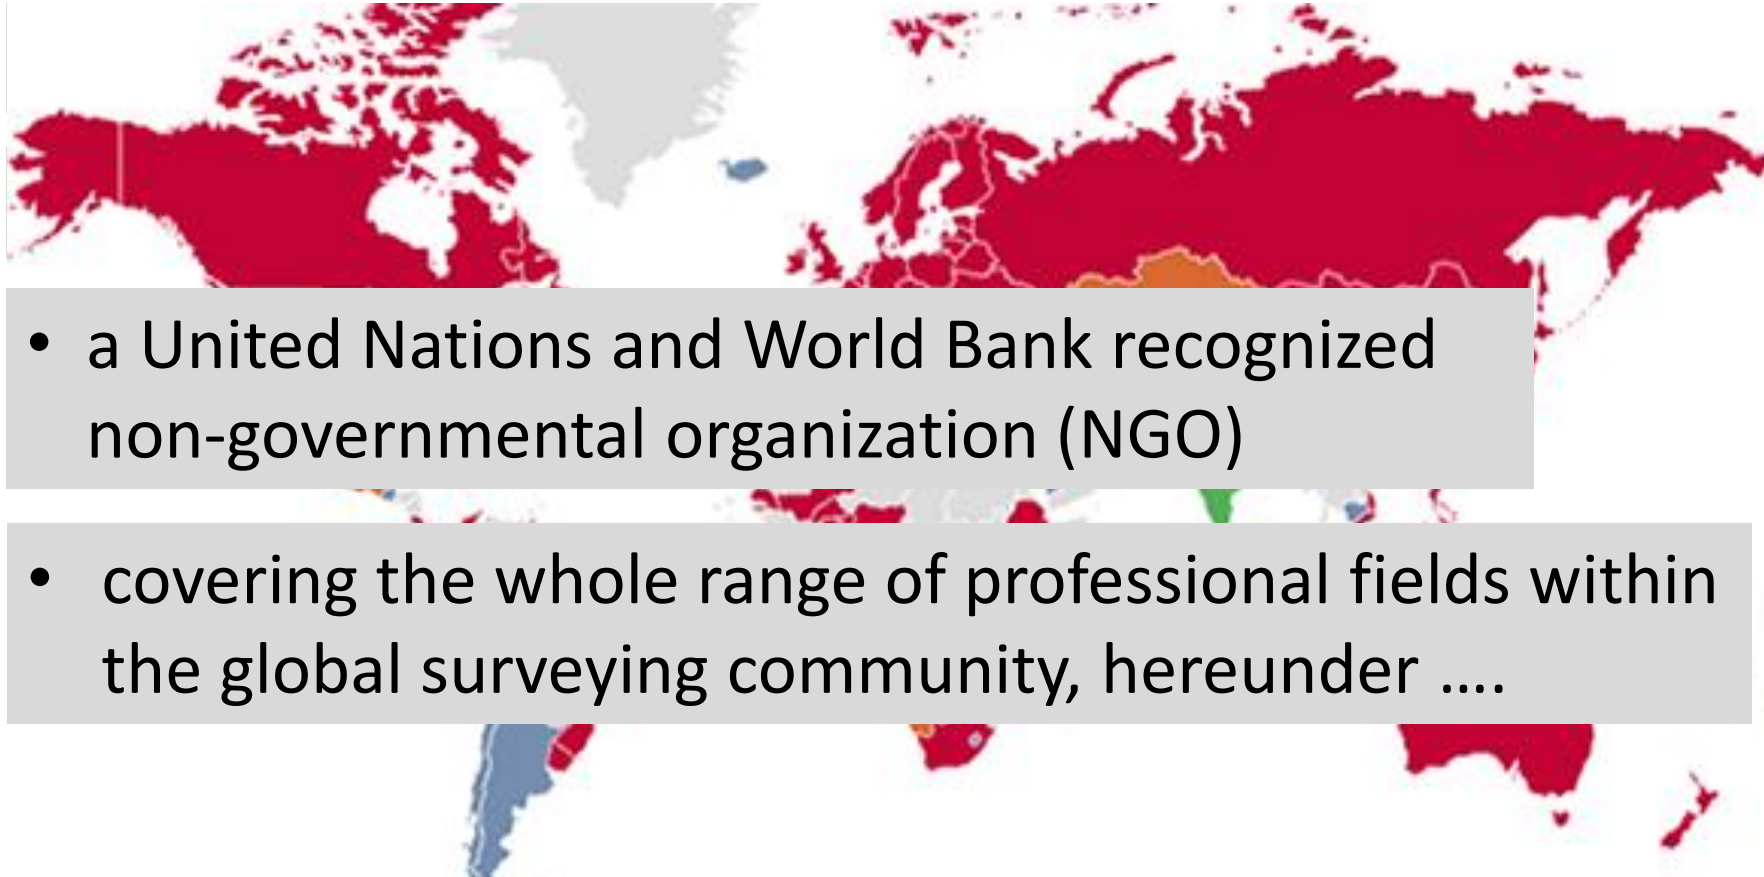 • a United Nations and World Bank recognized
non-governmental organization (NGO)
• covering the whole range of professional fields within
the global surveying community, hereunder ….